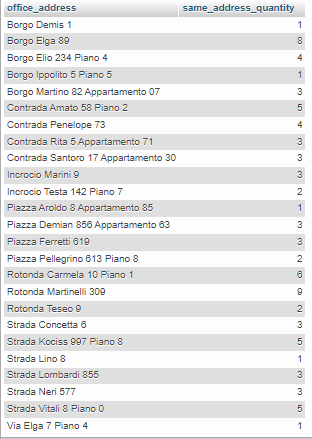 office_address same_address_quantity
Borgo Demis 1 1
Borgo Elga 89 8
Borgo Elio 234 Piano 4 4
Borgo Ippolito 5 Piano 5 1
Borgo Martino 82 Appartamento 07 3
Contrada Amato 58 Piano 2 5
Contrada Penelope 73 4
Contrada Rita 5 Appartamento 71 3
Contrada Santoro 17 Appartamento 30 3
Incrocio Marini 9 3
Incrocio Testa 142 Piano 7 2
Piazza Aroldo 8 Appartamento 85 1
Piazza Demian 856 Appartamento 63 3
Piazza Ferretti 619 3
Piazza Pellegrino 613 Piano 8 2
Rotonda Carmela 10 Piano 1 6
Rotonda Martinelli 309 9
Rotonda Teseo 9 2
Strada Concetta 6 3
Strada Kociss 997 Piano 8 5
Strada Lino 8 1
Strada Lombardi 855 3
Strada Neri 577 3
Strada Vitali 8 Piano 0 5
Via Elga 7 Piano 4 1